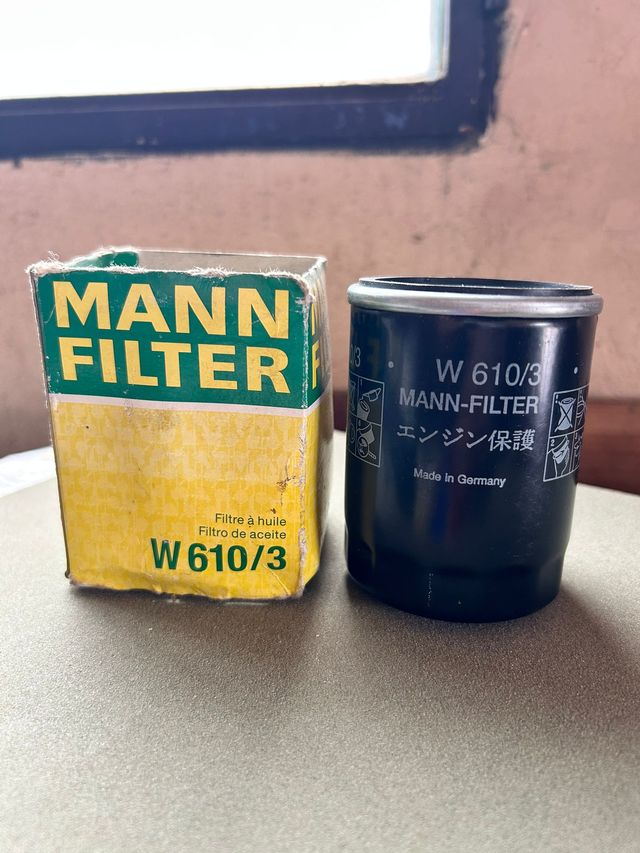 MANN
FILTER
Filtre à huile
Filtro de aceite
W 610/3
W 610/3
MANN-FILTER
エンジン保護
Made in Germany